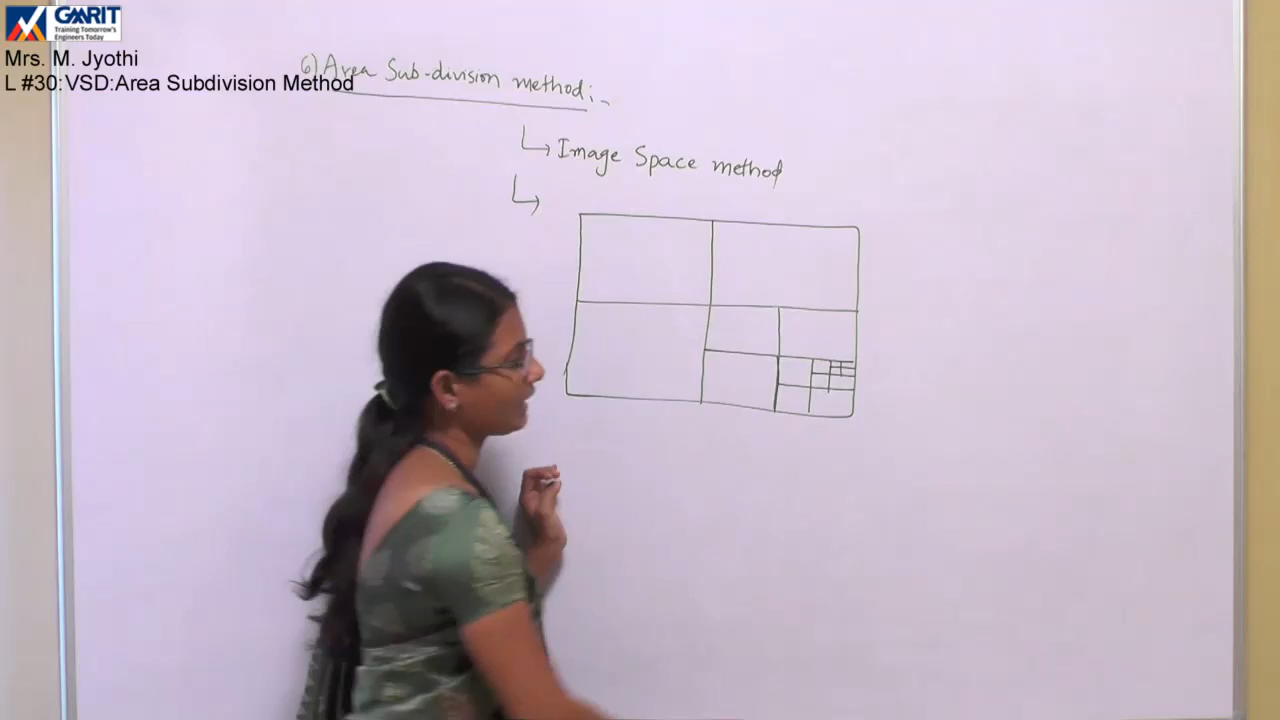 GMRIT
Training Tomorrow's
Engineers Today
Mrs. M. Jyothi
L #30:VSD:Area Subdivision Method
6) Area Sub-division method:-
↳ Image Space method
↳